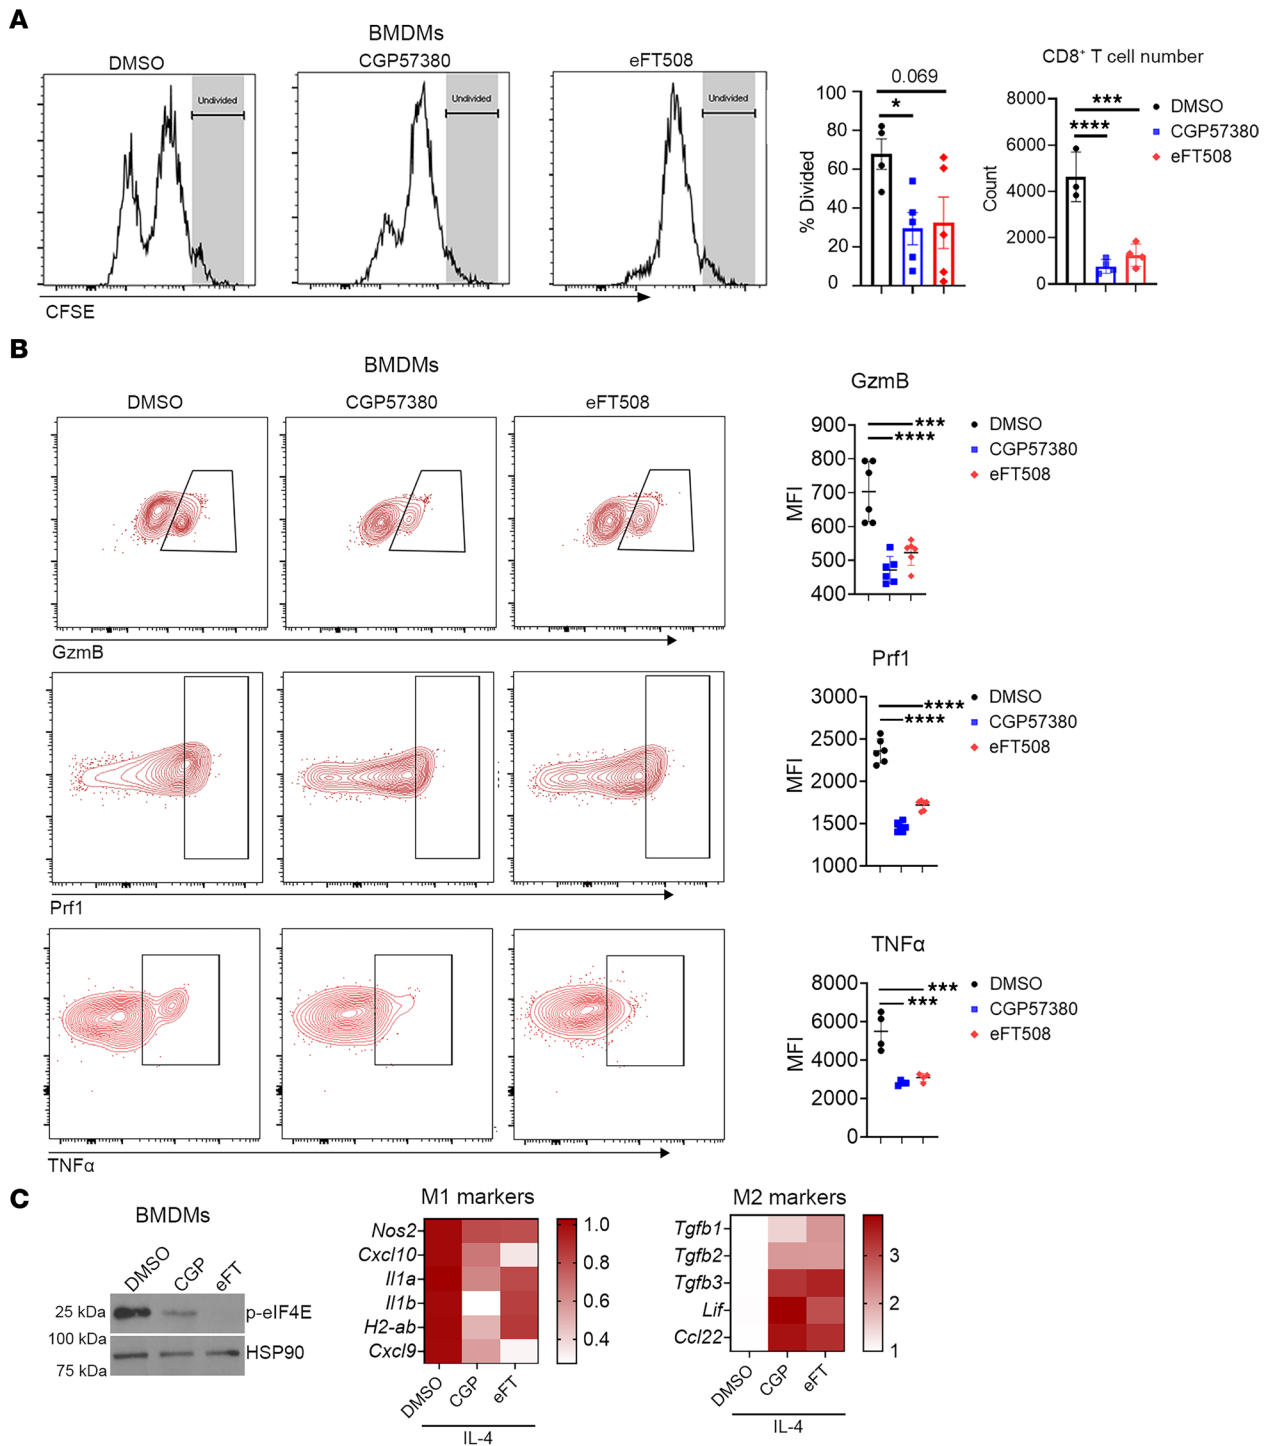 A
BMDMs
DMSO
CGP57380
eFT508
Undivided
Undivided
Undivided
CFSE
% Divided
100
80
60
40
20
0
0.069
*
CD8+ T cell number
Count
8000
6000
4000
2000
0
***
****
DMSO
CGP57380
eFT508
B
BMDMs
DMSO
CGP57380
eFT508
GzmB
GzmB
MFI
900
800
700
600
500
400
***
****
DMSO
CGP57380
eFT508
Prf1
Prf1
MFI
3000
2500
2000
1500
1000
****
****
DMSO
CGP57380
eFT508
TNFα
TNFα
MFI
8000
6000
4000
2000
0
***
***
DMSO
CGP57380
eFT508
C
BMDMs
DMSO
CGP
eFT
25 kDa
p-eIF4E
100 kDa
HSP90
75 kDa
M1 markers
Nos2
Cxcl10
Il1a
Il1b
H2-ab
Cxcl9
1.0
0.8
0.6
0.4
DMSO
CGP
eFT
IL-4
M2 markers
Tgfb1
Tgfb2
Tgfb3
Lif
Ccl22
3
2
1
DMSO
CGP
eFT
IL-4